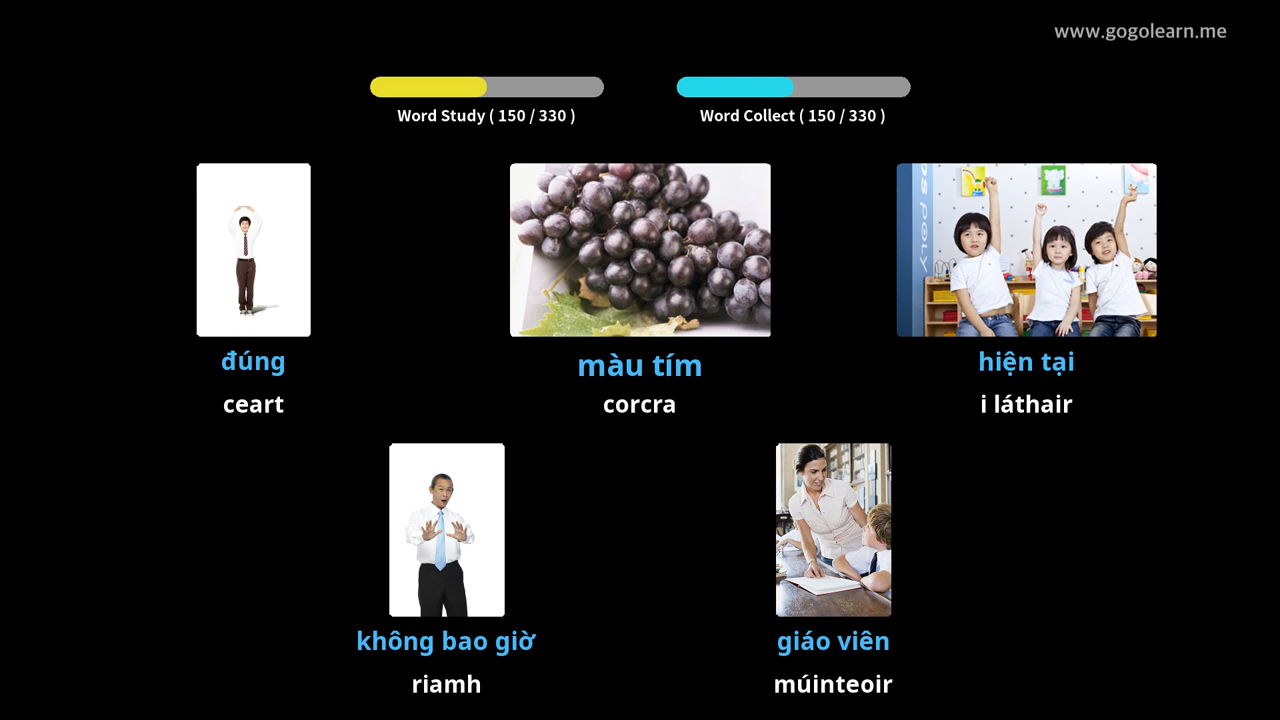 www.gogolearn.me
Word Study ( 150 / 330 )
Word Collect ( 150 / 330 )
đúng
ceart
màu tím
corcra
hiện tại
i láthair
không bao giờ
riamh
giáo viên
múinteoir